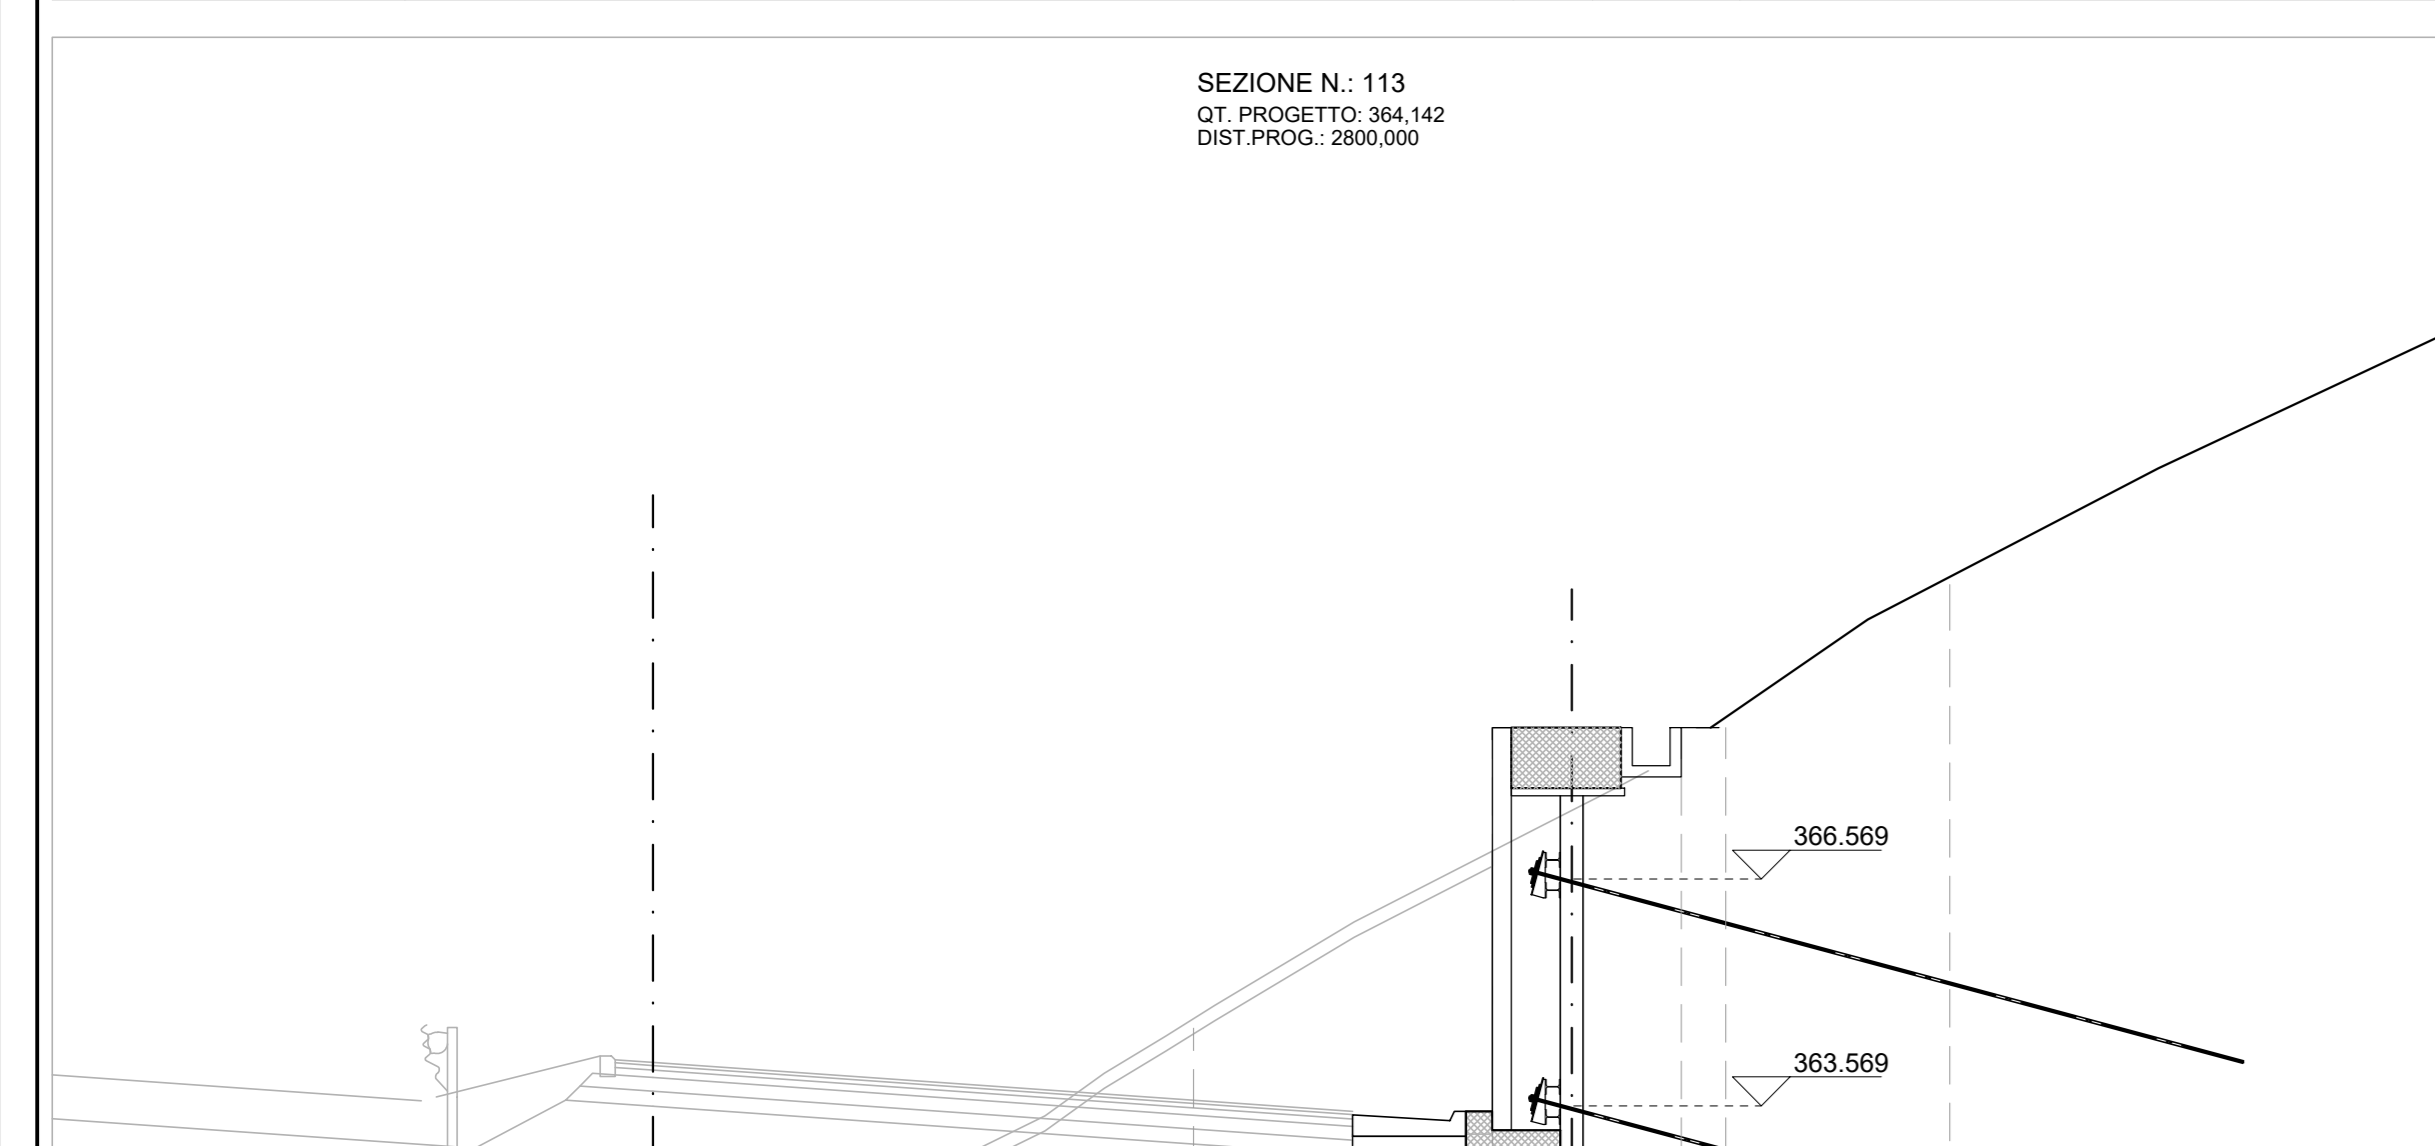 SEZIONE N.: 113
QT. PROGETTO: 364,142
DIST.PROG.: 2800,000
366.569
363.569